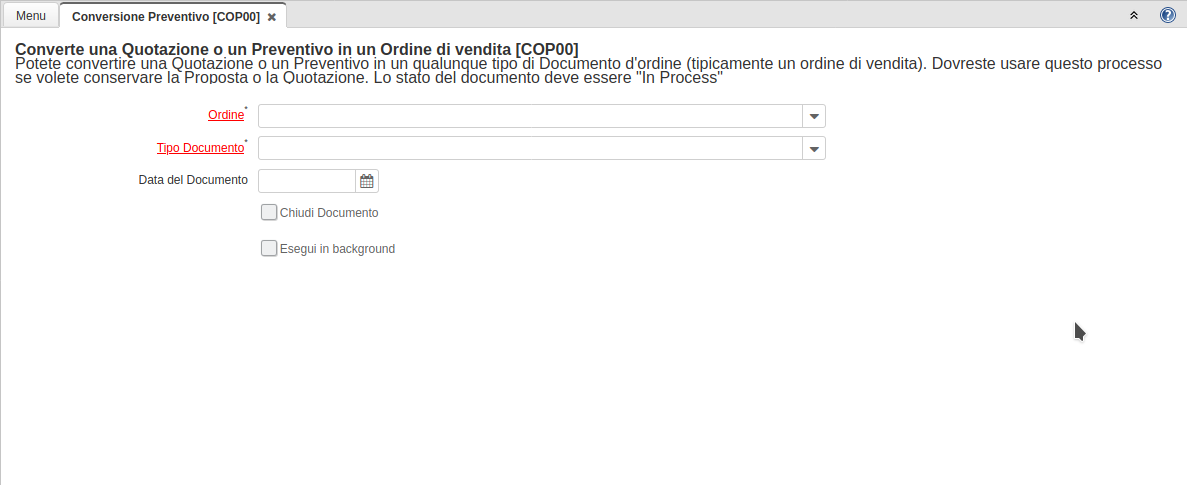 Menu
Conversione Preventivo [COP00]
Converte una Quotazione o un Preventivo in un Ordine di vendita [COP00]
Potete convertire una Quotazione o un Preventivo in un qualunque tipo di Documento d'ordine (tipicamente un ordine di vendita). Dovreste usare questo processo
se volete conservare la Proposta o la Quotazione. Lo stato del documento deve essere "In Process"
Ordine*
Tipo Documento*
Data del Documento
Chiudi Documento
Esegui in background